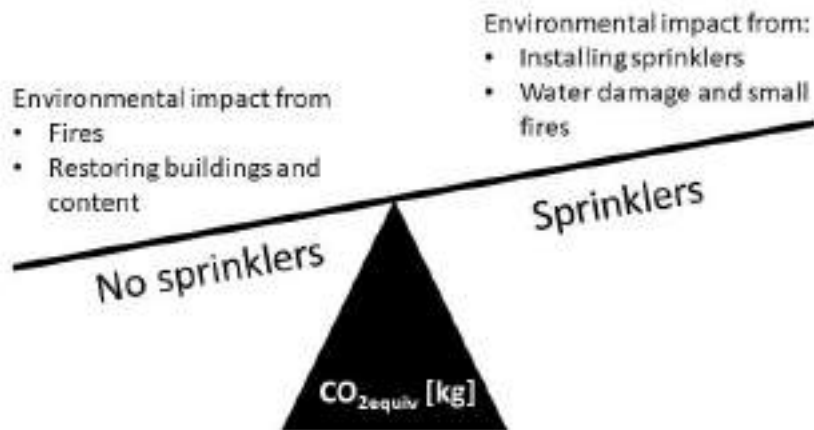 Environmental impact from:
• Installing sprinklers
• Water damage and small
fires
Environmental impact from
• Fires
• Restoring buildings and
content
Sprinklers
No sprinklers
CO₂equiv [kg]